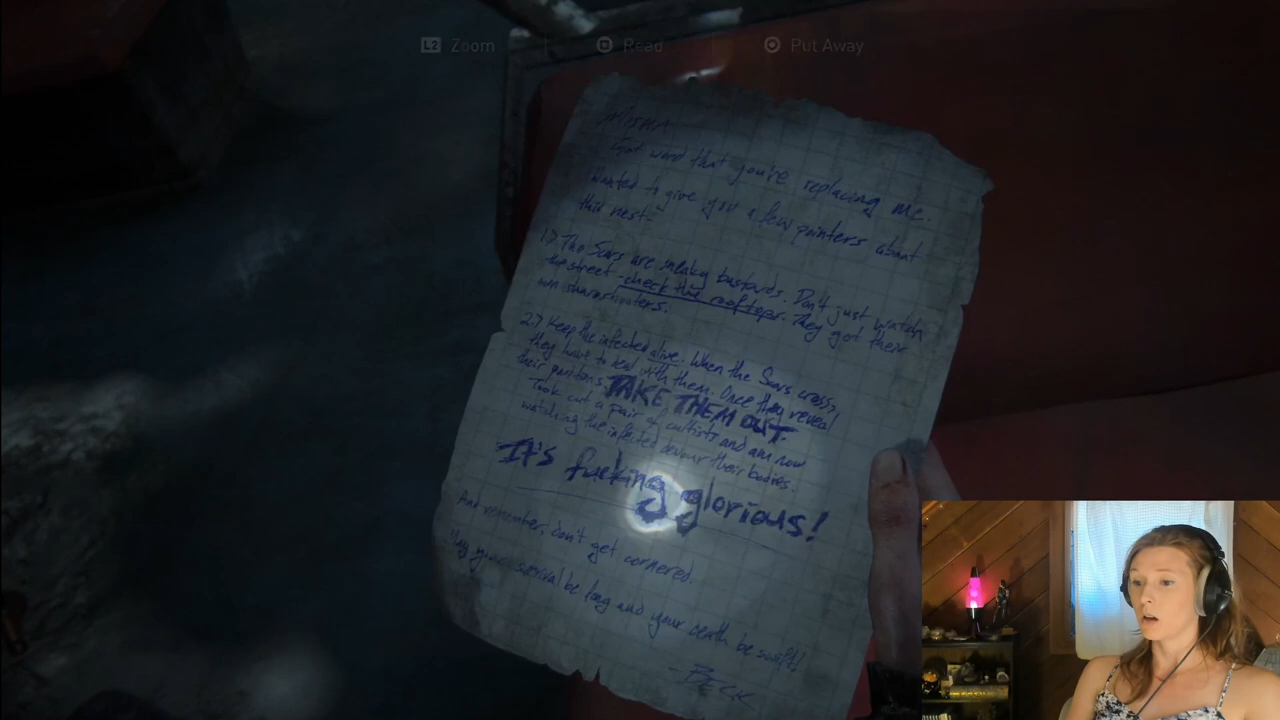 L2 Zoom Read Put Away
MISHA
Got word that you're replacing me.
Wanted to give you a few pointers about
this nest-
1.) The Scars are sneaky bastards. Don't just watch
the street - check the rooftops. They got their
own sharpshooters.
2.) Keep the infected alive. When the Scars cross,
they have to deal with them. Once they reveal
their positions, TAKE THEM OUT.
Took out a pair of cultists and am now
watching the infected devour their bodies.
It's fucking glorious!
And remember, don't get cornered.
May your survival be long and your death be swift!
- BECK